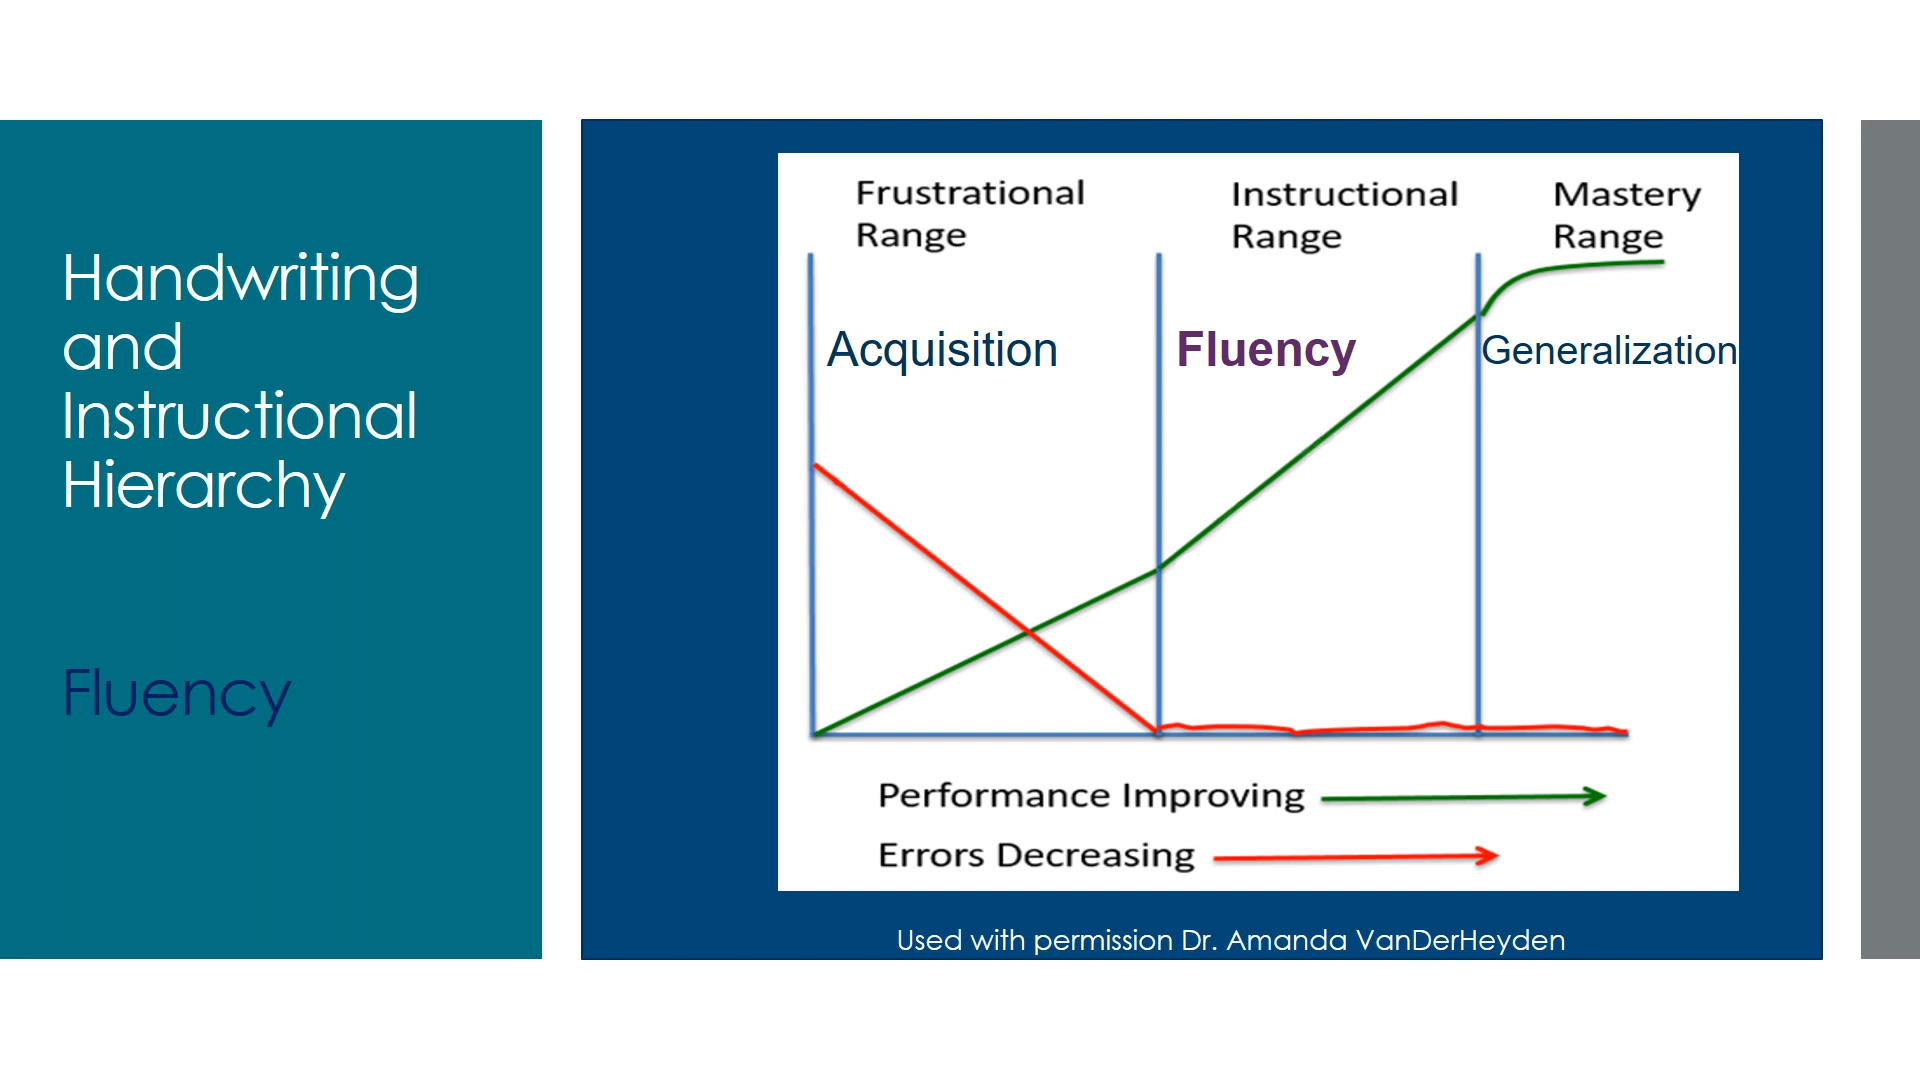 Handwriting
and
Instructional
Hierarchy
Fluency
Frustrational
Range
Instructional
Range
Mastery
Range
Acquisition
Fluency
Generalization
Performance Improving
Errors Decreasing
Used with permission Dr. Amanda VanDerHeyden